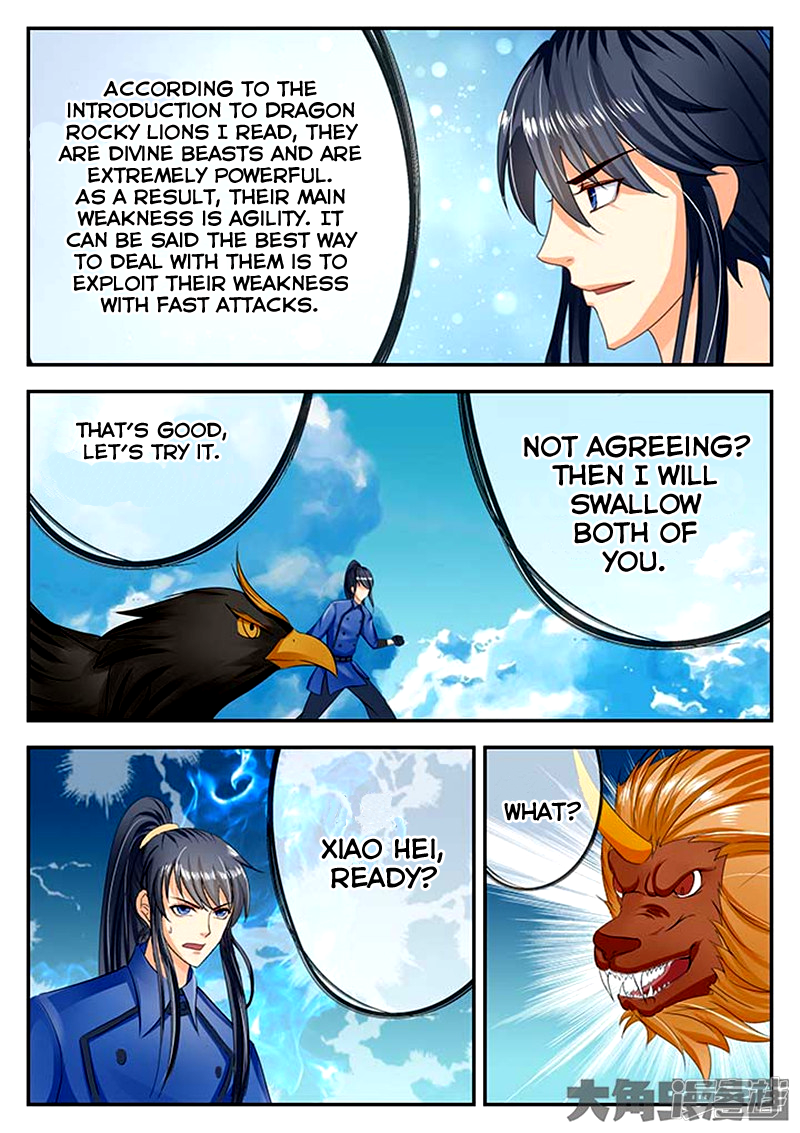 ACCORDING TO THE
INTRODUCTION TO DRAGON
ROCKY LIONS I READ, THEY
ARE DIVINE BEASTS AND ARE
EXTREMELY POWERFUL.
AS A RESULT, THEIR MAIN
WEAKNESS IS AGILITY. IT
CAN BE SAID THE BEST WAY
TO DEAL WITH THEM IS TO
EXPLOIT THEIR WEAKNESS
WITH FAST ATTACKS.
THAT'S GOOD,
LET'S TRY IT.
NOT AGREEING?
THEN I WILL
SWALLOW
BOTH OF
YOU.
XIAO HEI,
READY?
WHAT?
大角虫漫画